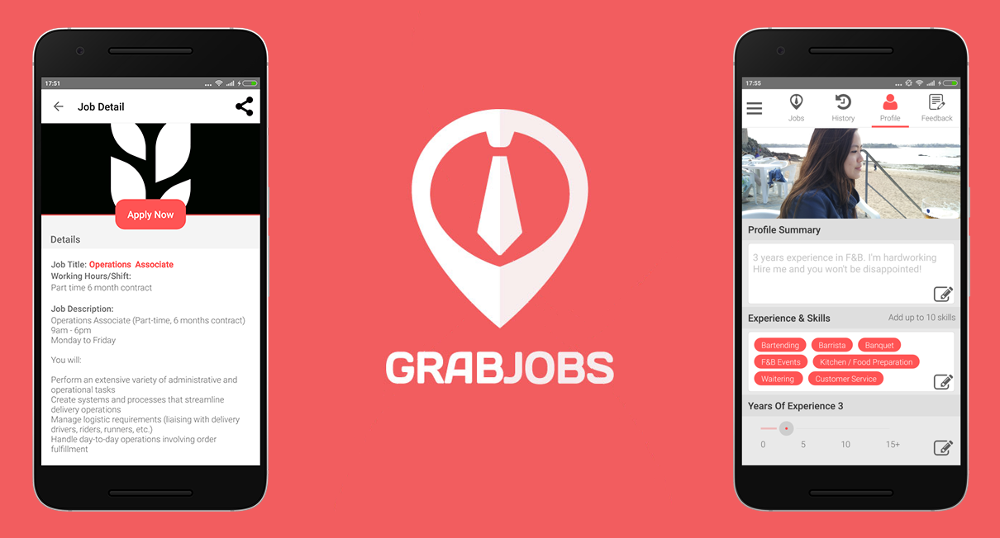 17:51
Job Detail
Apply Now
Details
Job Title: Operations Associate
Working Hours/Shift:
Part time 6 month contract
Job Description:
Operations Associate (Part-time, 6 months contract)
9am - 6pm
Monday to Friday
You will:
Perform an extensive variety of administrative and
operational tasks
Create systems and processes that streamline
delivery operations
Manage logistic requirements (liaising with delivery
drivers, riders, runners, etc.)
Handle day-to-day operations involving order
fulfillment
GRABJOBS
17:55
Jobs History Profile Feedback
Profile Summary
3 years experience in F&B. I'm hardworking
Hire me and you won't be disappointed!
Experience & Skills Add up to 10 skills
Bartending Barrista Banquet
F&B Events Kitchen / Food Preparation
Waitering Customer Service
Years Of Experience 3
0 5 10 15+